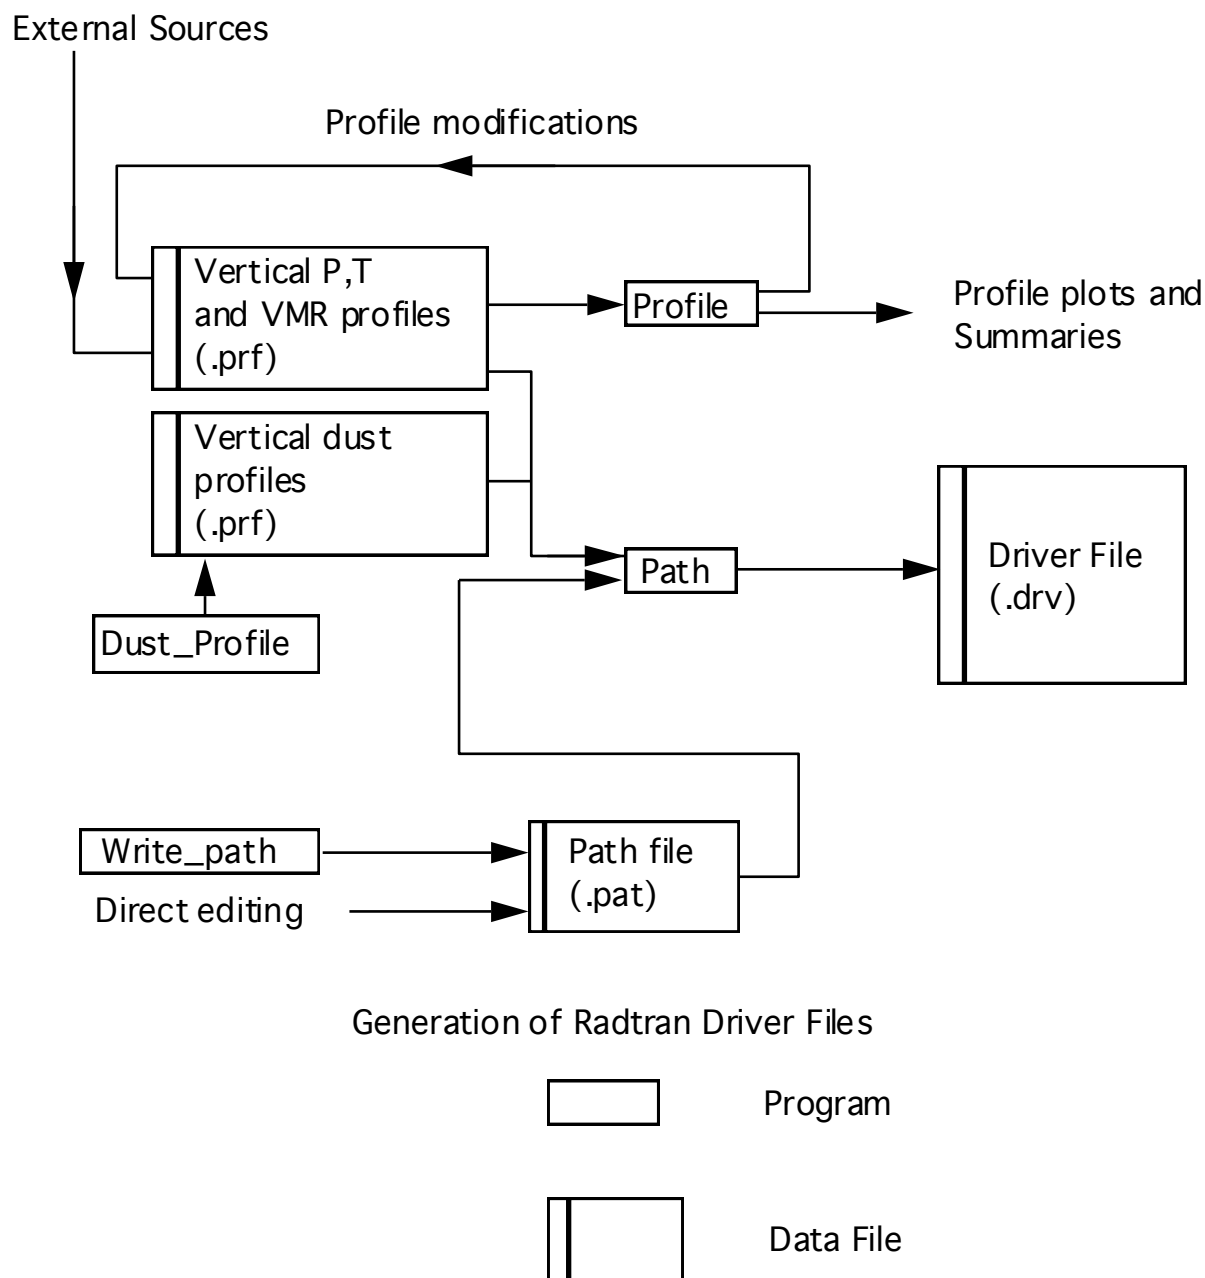 External Sources
Profile modifications
Vertical P,T
and VMR profiles
(.prf)
Profile
Profile plots and
Summaries
Vertical dust
profiles
(.prf)
Path
Driver File
(.drv)
Dust_Profile
Write_path
Path file
(.pat)
Direct editing
Generation of Radtran Driver Files
Program
Data File